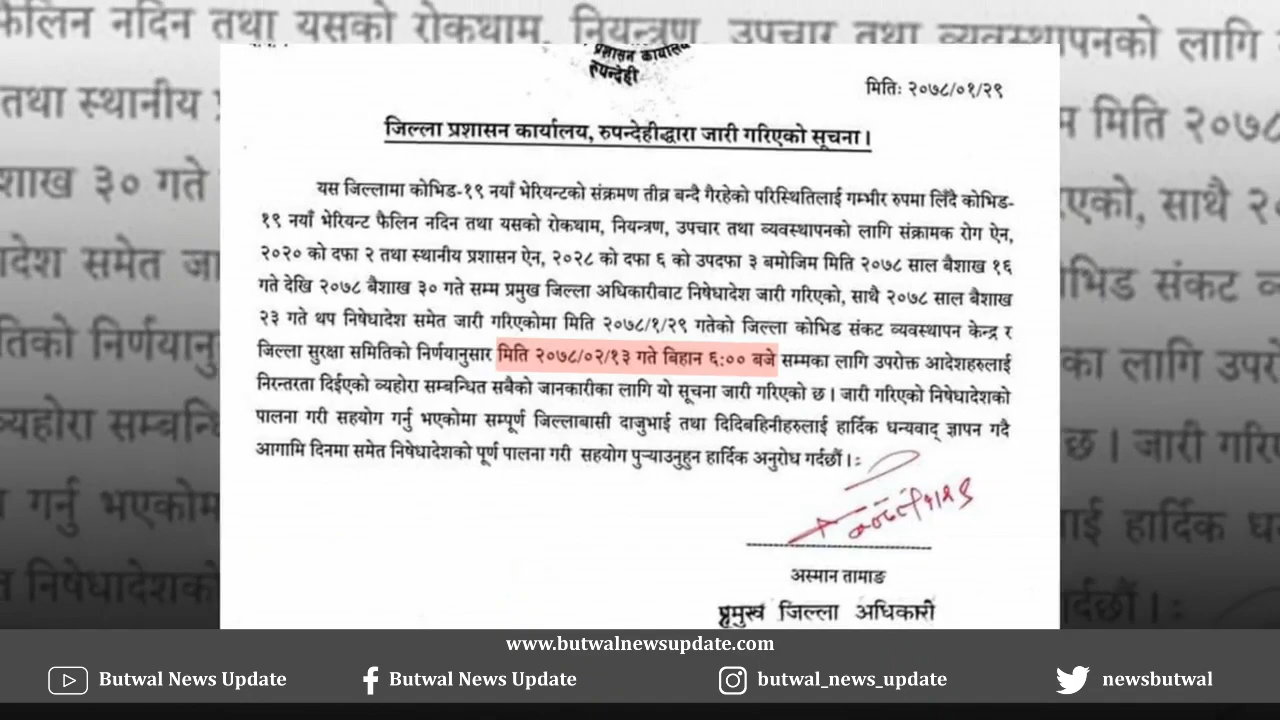 प्रशासन कार्यालय
रुपन्देही
मितिः २०७८/०१/२९
जिल्ला प्रशासन कार्यालय, रुपन्देहीद्धारा जारी गरिएको सूचना ।
यस जिल्लामा कोभिड-१९ नयाँ भेरियन्टको संक्रमण तीव्र बन्दै गैरहेको परिस्थितिलाई गम्भीर रुपमा लिँदै कोभिड-
१९ नयाँ भेरियन्ट फैलिन नदिन तथा यसको रोकथाम, नियन्त्रण, उपचार तथा व्यवस्थापनको लागि संक्रामक रोग ऐन,
२०२० को दफा २ तथा स्थानीय प्रशासन ऐन, २०२८ को दफा ६ को उपदफा ३ बमोजिम मिति २०७८ साल बैशाख १६
गते देखि २०७८ बैशाख ३० गते सम्म प्रमुख जिल्ला अधिकारीवाट निषेधादेश जारी गरिएको, साथै २०७८ साल बैशाख
२३ गते थप निषेधादेश समेत जारी गरिएकोमा मिति २०७८/१/२९ गतेको जिल्ला कोभिड संकट व्यवस्थापन केन्द्र र
जिल्ला सुरक्षा समितिको निर्णयानुसार मिति २०७८/०२/१३ गते बिहान ६:०० बजे सम्मका लागि उपरोक्त आदेशहरुलाई
निरन्तरता दिईएको व्यहोरा सम्बन्धित सबैको जानकारीका लागि यो सूचना जारी गरिएको छ । जारी गरिएको निषेधादेशको
पालना गरी सहयोग गर्नु भएकोमा सम्पूर्ण जिल्लाबासी दाजुभाई तथा दिदिबहिनीहरुलाई हार्दिक धन्यवाद् ज्ञापन गदै
आगामि दिनमा समेत निषेधादेशको पूर्ण पालना गरी सहयोग पुऱ्याउनुहुन हार्दिक अनुरोध गर्दछौं ।ः
अस्मान तामाङ
प्रमुख जिल्ला अधिकारी
www.butwalnewsupdate.com
Butwal News Update
Butwal News Update
butwal_news_update
newsbutwal